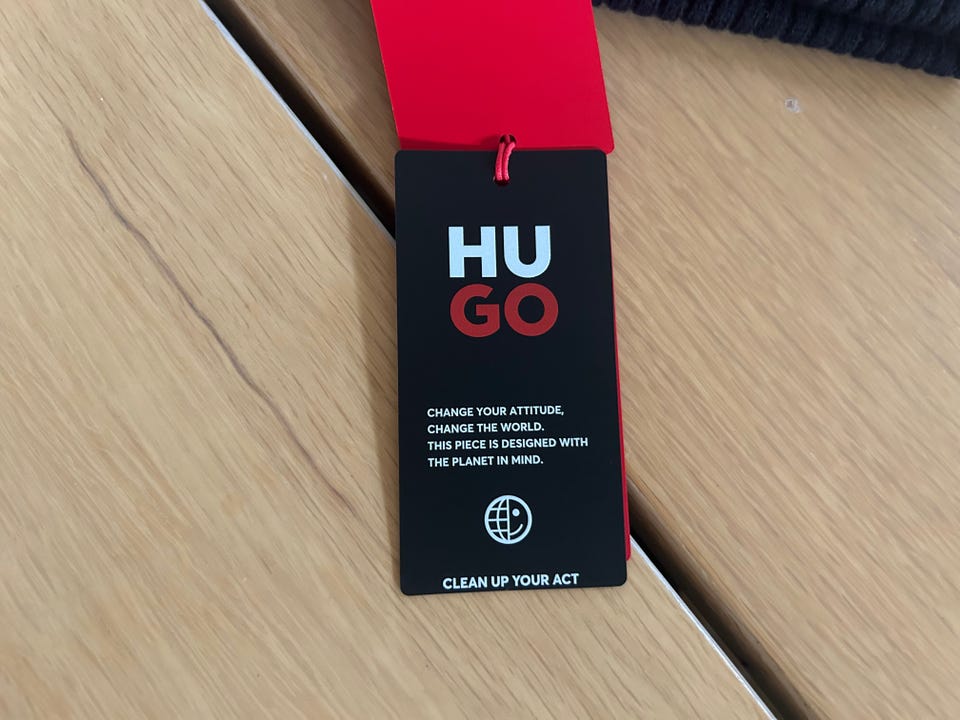 HU
GO
CHANGE YOUR ATTITUDE,
CHANGE THE WORLD.
THIS PIECE IS DESIGNED WITH
THE PLANET IN MIND.
CLEAN UP YOUR ACT